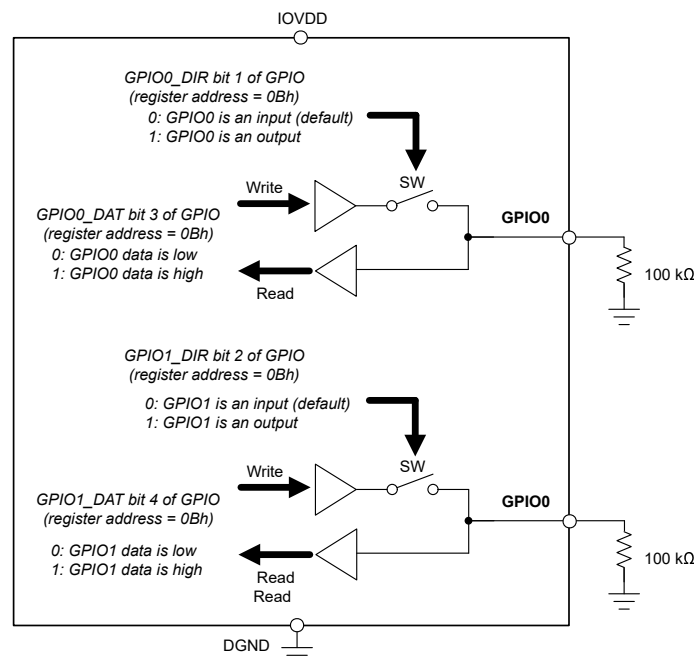 IOVDD
GPIO0_DIR bit 1 of GPIO
(register address = 0Bh)
0: GPIO0 is an input (default)
1: GPIO0 is an output
SW
Write
GPIO0
GPIO0_DAT bit 3 of GPIO
(register address = 0Bh)
0: GPIO0 data is low
1: GPIO0 data is high
Read
100 kΩ
GPIO1_DIR bit 2 of GPIO
(register address = 0Bh)
0: GPIO1 is an input (default)
1: GPIO1 is an output
SW
Write
GPIO0
GPIO1_DAT bit 4 of GPIO
(register address = 0Bh)
0: GPIO1 data is low
1: GPIO1 data is high
Read
Read
100 kΩ
DGND